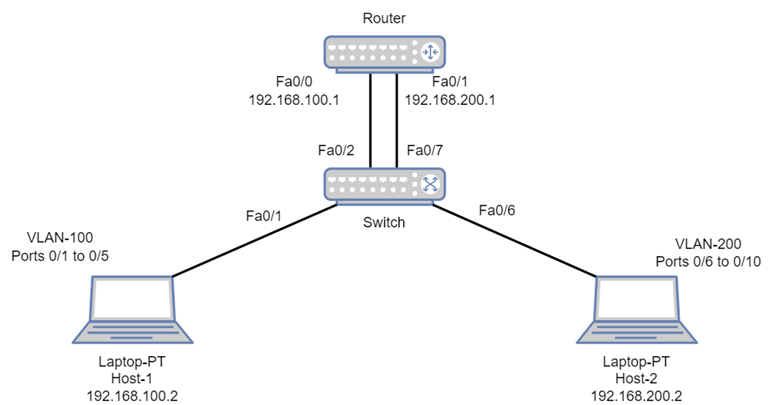 Router
Fa0/0
192.168.100.1
Fa0/1
192.168.200.1
Fa0/2
Fa0/7
Fa0/1
Switch
Fa0/6
VLAN-100
Ports 0/1 to 0/5
VLAN-200
Ports 0/6 to 0/10
Laptop-PT
Host-1
192.168.100.2
Laptop-PT
Host-2
192.168.200.2